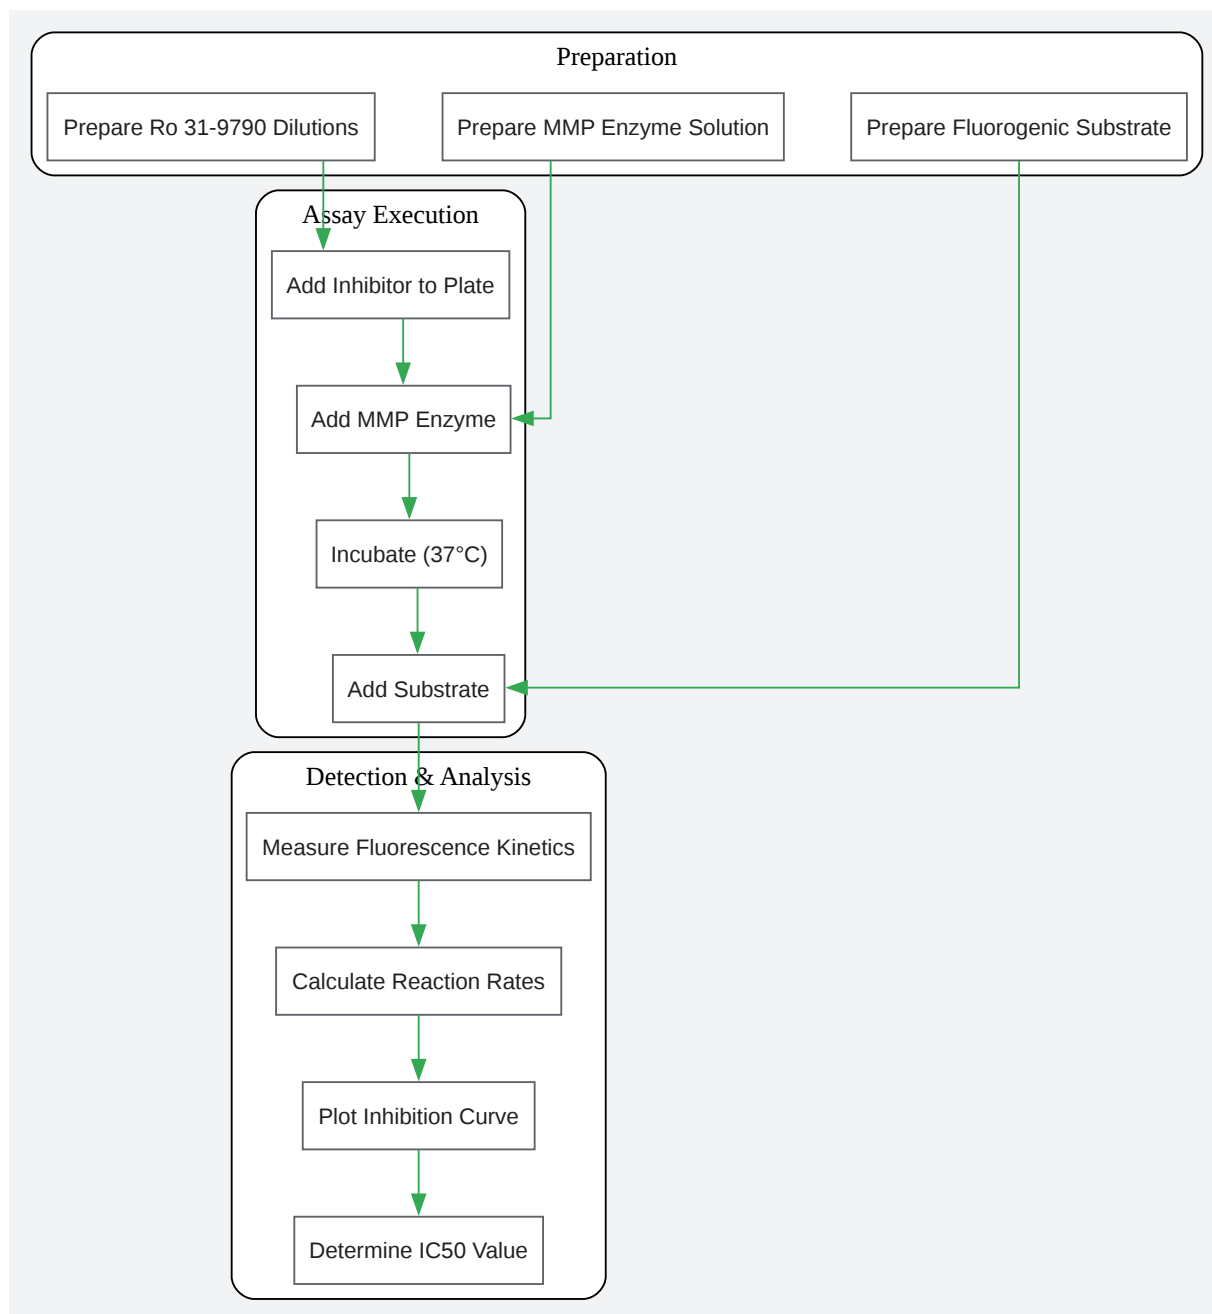 Preparation
Prepare Ro 31-9790 Dilutions
Prepare MMP Enzyme Solution
Prepare Fluorogenic Substrate
Assay Execution
Add Inhibitor to Plate
Add MMP Enzyme
Incubate (37°C)
Add Substrate
Detection & Analysis
Measure Fluorescence Kinetics
Calculate Reaction Rates
Plot Inhibition Curve
Determine IC50 Value